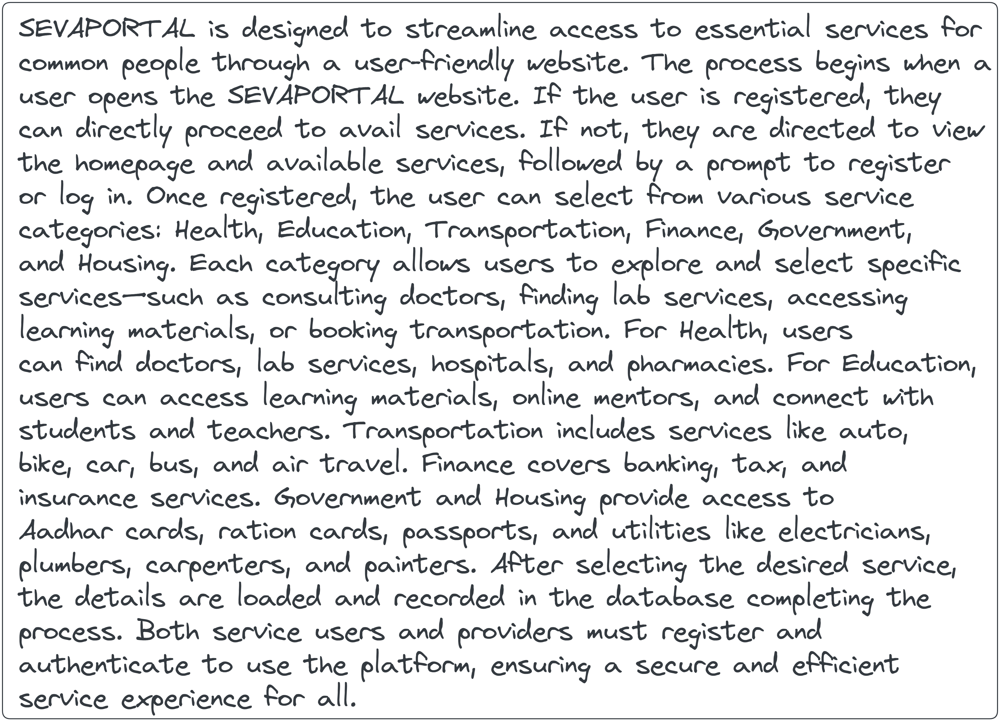 SEVAPORTAL is designed to streamline access to essential services for
common people through a user-friendly website. The process begins when a
user opens the SEVAPORTAL website. If the user is registered, they
can directly proceed to avail services. If not, they are directed to view
the homepage and available services, followed by a prompt to register
or log in. Once registered, the user can select from various service
categories: Health, Education, Transportation, Finance, Government,
and Housing. Each category allows users to explore and select specific
services—such as consulting doctors, finding lab services, accessing
learning materials, or booking transportation. For Health, users
can find doctors, lab services, hospitals, and pharmacies. For Education,
users can access learning materials, online mentors, and connect with
students and teachers. Transportation includes services like auto,
bike, car, bus, and air travel. Finance covers banking, tax, and
insurance services. Government and Housing provide access to
Aadhar cards, ration cards, passports, and utilities like electricians,
plumbers, carpenters, and painters. After selecting the desired service,
the details are loaded and recorded in the database completing the
process. Both service users and providers must register and
authenticate to use the platform, ensuring a secure and efficient
service experience for all.